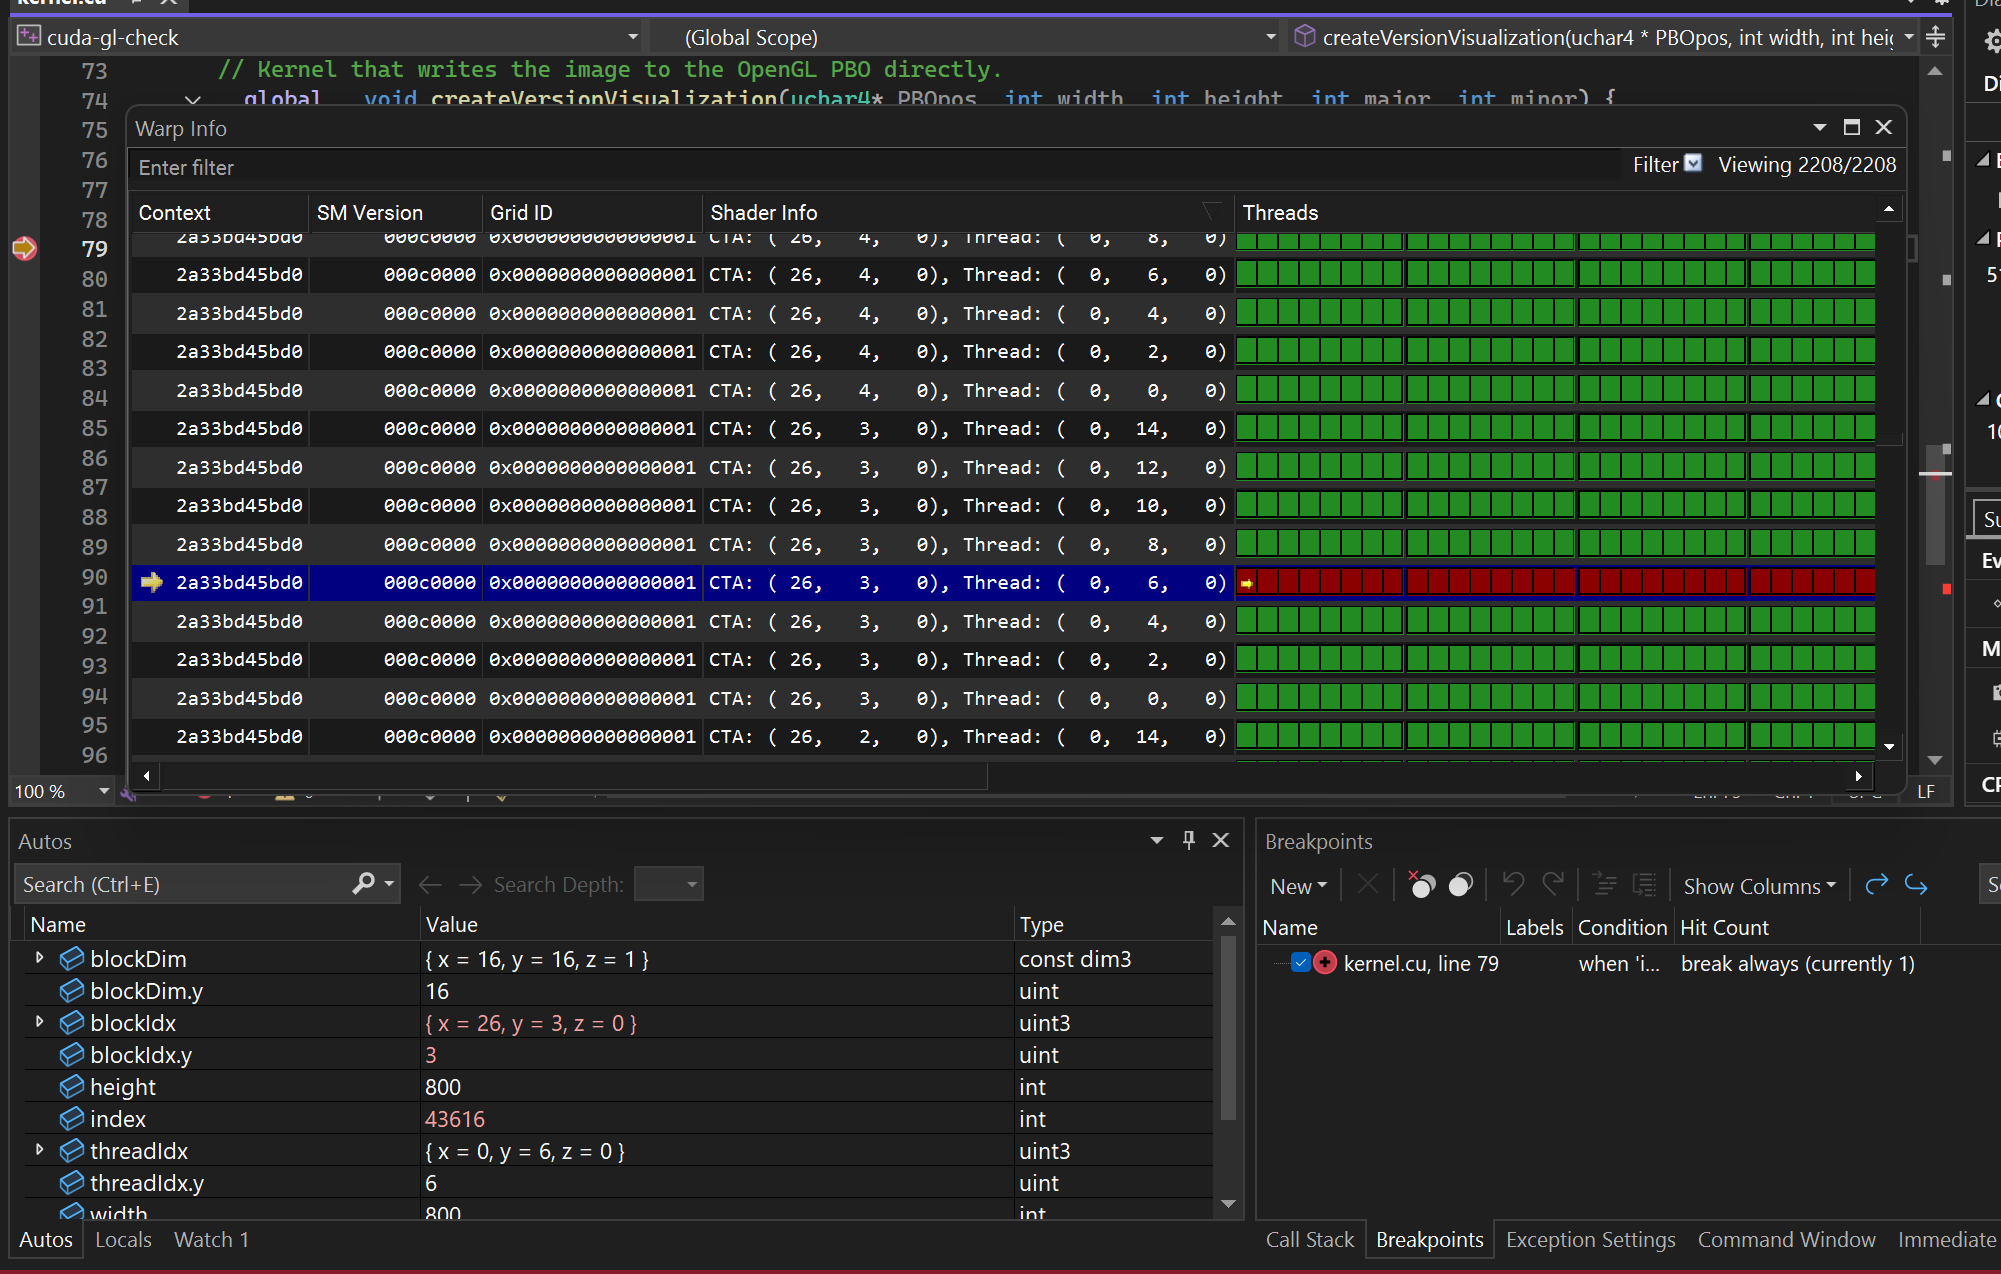 kernel.cu
cuda-gl-check (Global Scope) createVersionVisualization(uchar4 * PBOpos, int width, int heig
73 // Kernel that writes the image to the OpenGL PBO directly.
74 global void createVersionVisualization(uchar4* PBOpos, int width, int height, int major, int minor) {
75
76
77
78
79
80
81
82
83
84
85
86
87
88
89
90
91
92
93
94
95
96
Warp Info
Enter filter Filter Viewing 2208/2208
Context SM Version Grid ID Shader Info Threads
2a33bd45bd0 000c0000 0x0000000000000001 CTA: ( 26, 4, 0), Thread: ( 0, 8, 0)
2a33bd45bd0 000c0000 0x0000000000000001 CTA: ( 26, 4, 0), Thread: ( 0, 6, 0)
2a33bd45bd0 000c0000 0x0000000000000001 CTA: ( 26, 4, 0), Thread: ( 0, 4, 0)
2a33bd45bd0 000c0000 0x0000000000000001 CTA: ( 26, 4, 0), Thread: ( 0, 2, 0)
2a33bd45bd0 000c0000 0x0000000000000001 CTA: ( 26, 4, 0), Thread: ( 0, 0, 0)
2a33bd45bd0 000c0000 0x0000000000000001 CTA: ( 26, 3, 0), Thread: ( 0, 14, 0)
2a33bd45bd0 000c0000 0x0000000000000001 CTA: ( 26, 3, 0), Thread: ( 0, 12, 0)
2a33bd45bd0 000c0000 0x0000000000000001 CTA: ( 26, 3, 0), Thread: ( 0, 10, 0)
2a33bd45bd0 000c0000 0x0000000000000001 CTA: ( 26, 3, 0), Thread: ( 0, 8, 0)
2a33bd45bd0 000c0000 0x0000000000000001 CTA: ( 26, 3, 0), Thread: ( 0, 6, 0)
2a33bd45bd0 000c0000 0x0000000000000001 CTA: ( 26, 3, 0), Thread: ( 0, 4, 0)
2a33bd45bd0 000c0000 0x0000000000000001 CTA: ( 26, 3, 0), Thread: ( 0, 2, 0)
2a33bd45bd0 000c0000 0x0000000000000001 CTA: ( 26, 3, 0), Thread: ( 0, 0, 0)
2a33bd45bd0 000c0000 0x0000000000000001 CTA: ( 26, 2, 0), Thread: ( 0, 14, 0)
100 % LF
Autos
Search (Ctrl+E) Search Depth:
Name Value Type
blockDim { x = 16, y = 16, z = 1 } const dim3
blockDim.y 16 uint
blockIdx { x = 26, y = 3, z = 0 } uint3
blockIdx.y 3 uint
height 800 int
index 43616 int
threadIdx { x = 0, y = 6, z = 0 } uint3
threadIdx.y 6 uint
width 800 int
Autos Locals Watch 1
Breakpoints
New Show Columns
Name Labels Condition Hit Count
kernel.cu, line 79 when 'i... break always (currently 1)
Call Stack Breakpoints Exception Settings Command Window Immediate